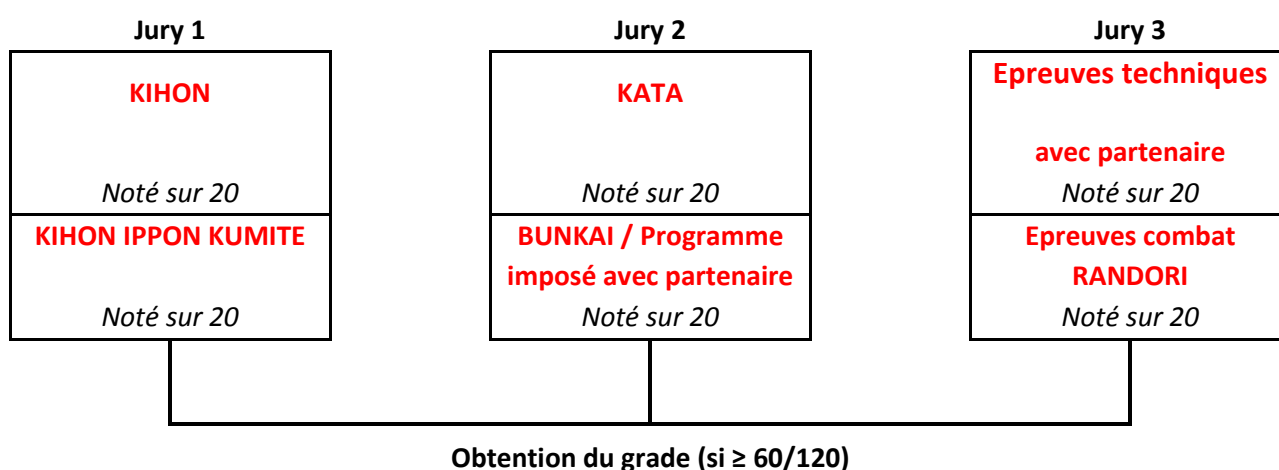 Jury 1
KIHON
Noté sur 20
KIHON IPPON KUMITE
Noté sur 20
Jury 2
KATA
Noté sur 20
BUNKAI / Programme
imposé avec partenaire
Noté sur 20
Jury 3
Epreuves techniques
avec partenaire
Noté sur 20
Epreuves combat
RANDORI
Noté sur 20
Obtention du grade (si ≥ 60/120)